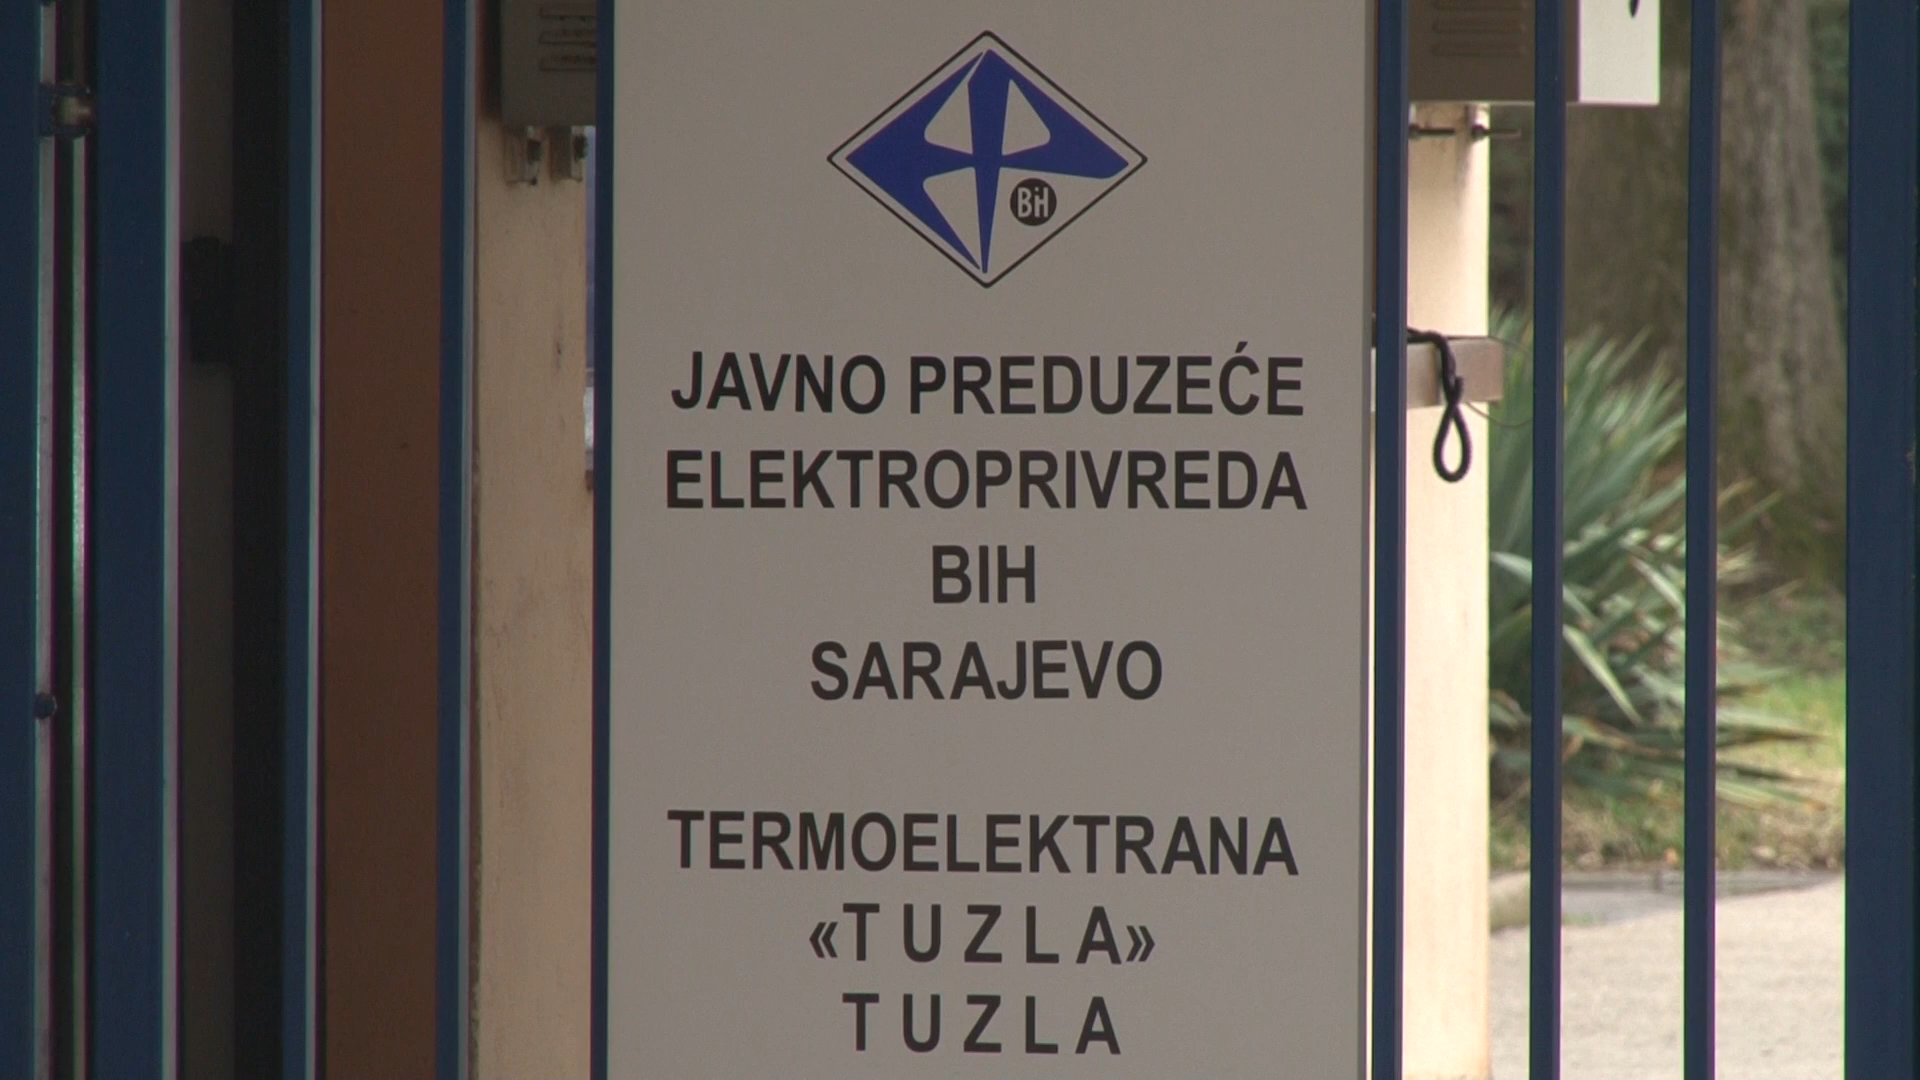 BiH
JAVNO PREDUZEĆE
ELEKTROPRIVREDA
BIH
SARAJEVO
TERMOELEKTRANA
«TUZLA»
TUZLA